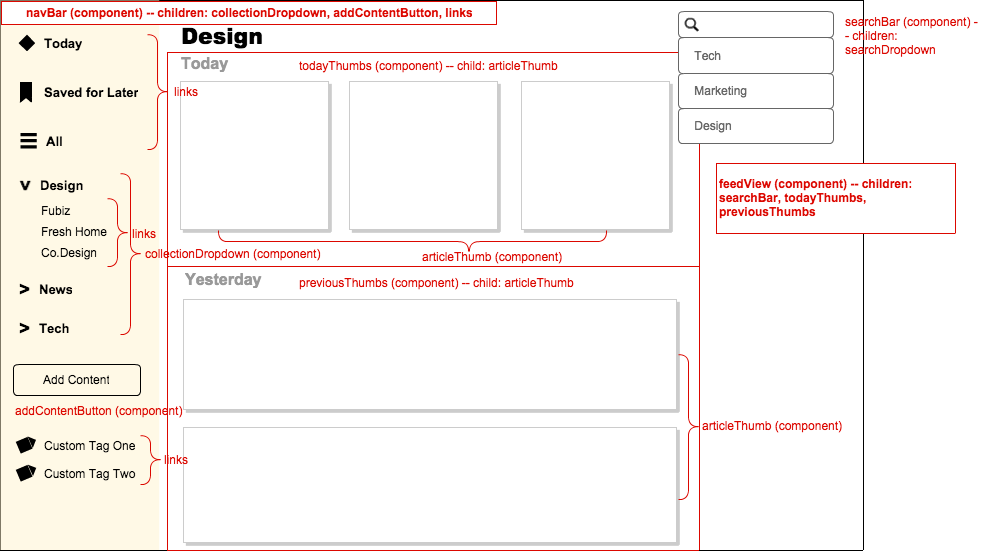 navBar (component) -- children: collectionDropdown, addContentButton, links
Today
Saved for Later
All
links
Design
Fubiz
Fresh Home
Co.Design
links
collectionDropdown (component)
> News
> Tech
Add Content
addContentButton (component)
Custom Tag One
Custom Tag Two
links
Design
Today
todayThumbs (component) -- child: articleThumb
articleThumb (component)
Yesterday
previousThumbs (component) -- child: articleThumb
articleThumb (component)
Tech
Marketing
Design
searchBar (component) -
- children:
searchDropdown
feedView (component) -- children:
searchBar, todayThumbs,
previousThumbs